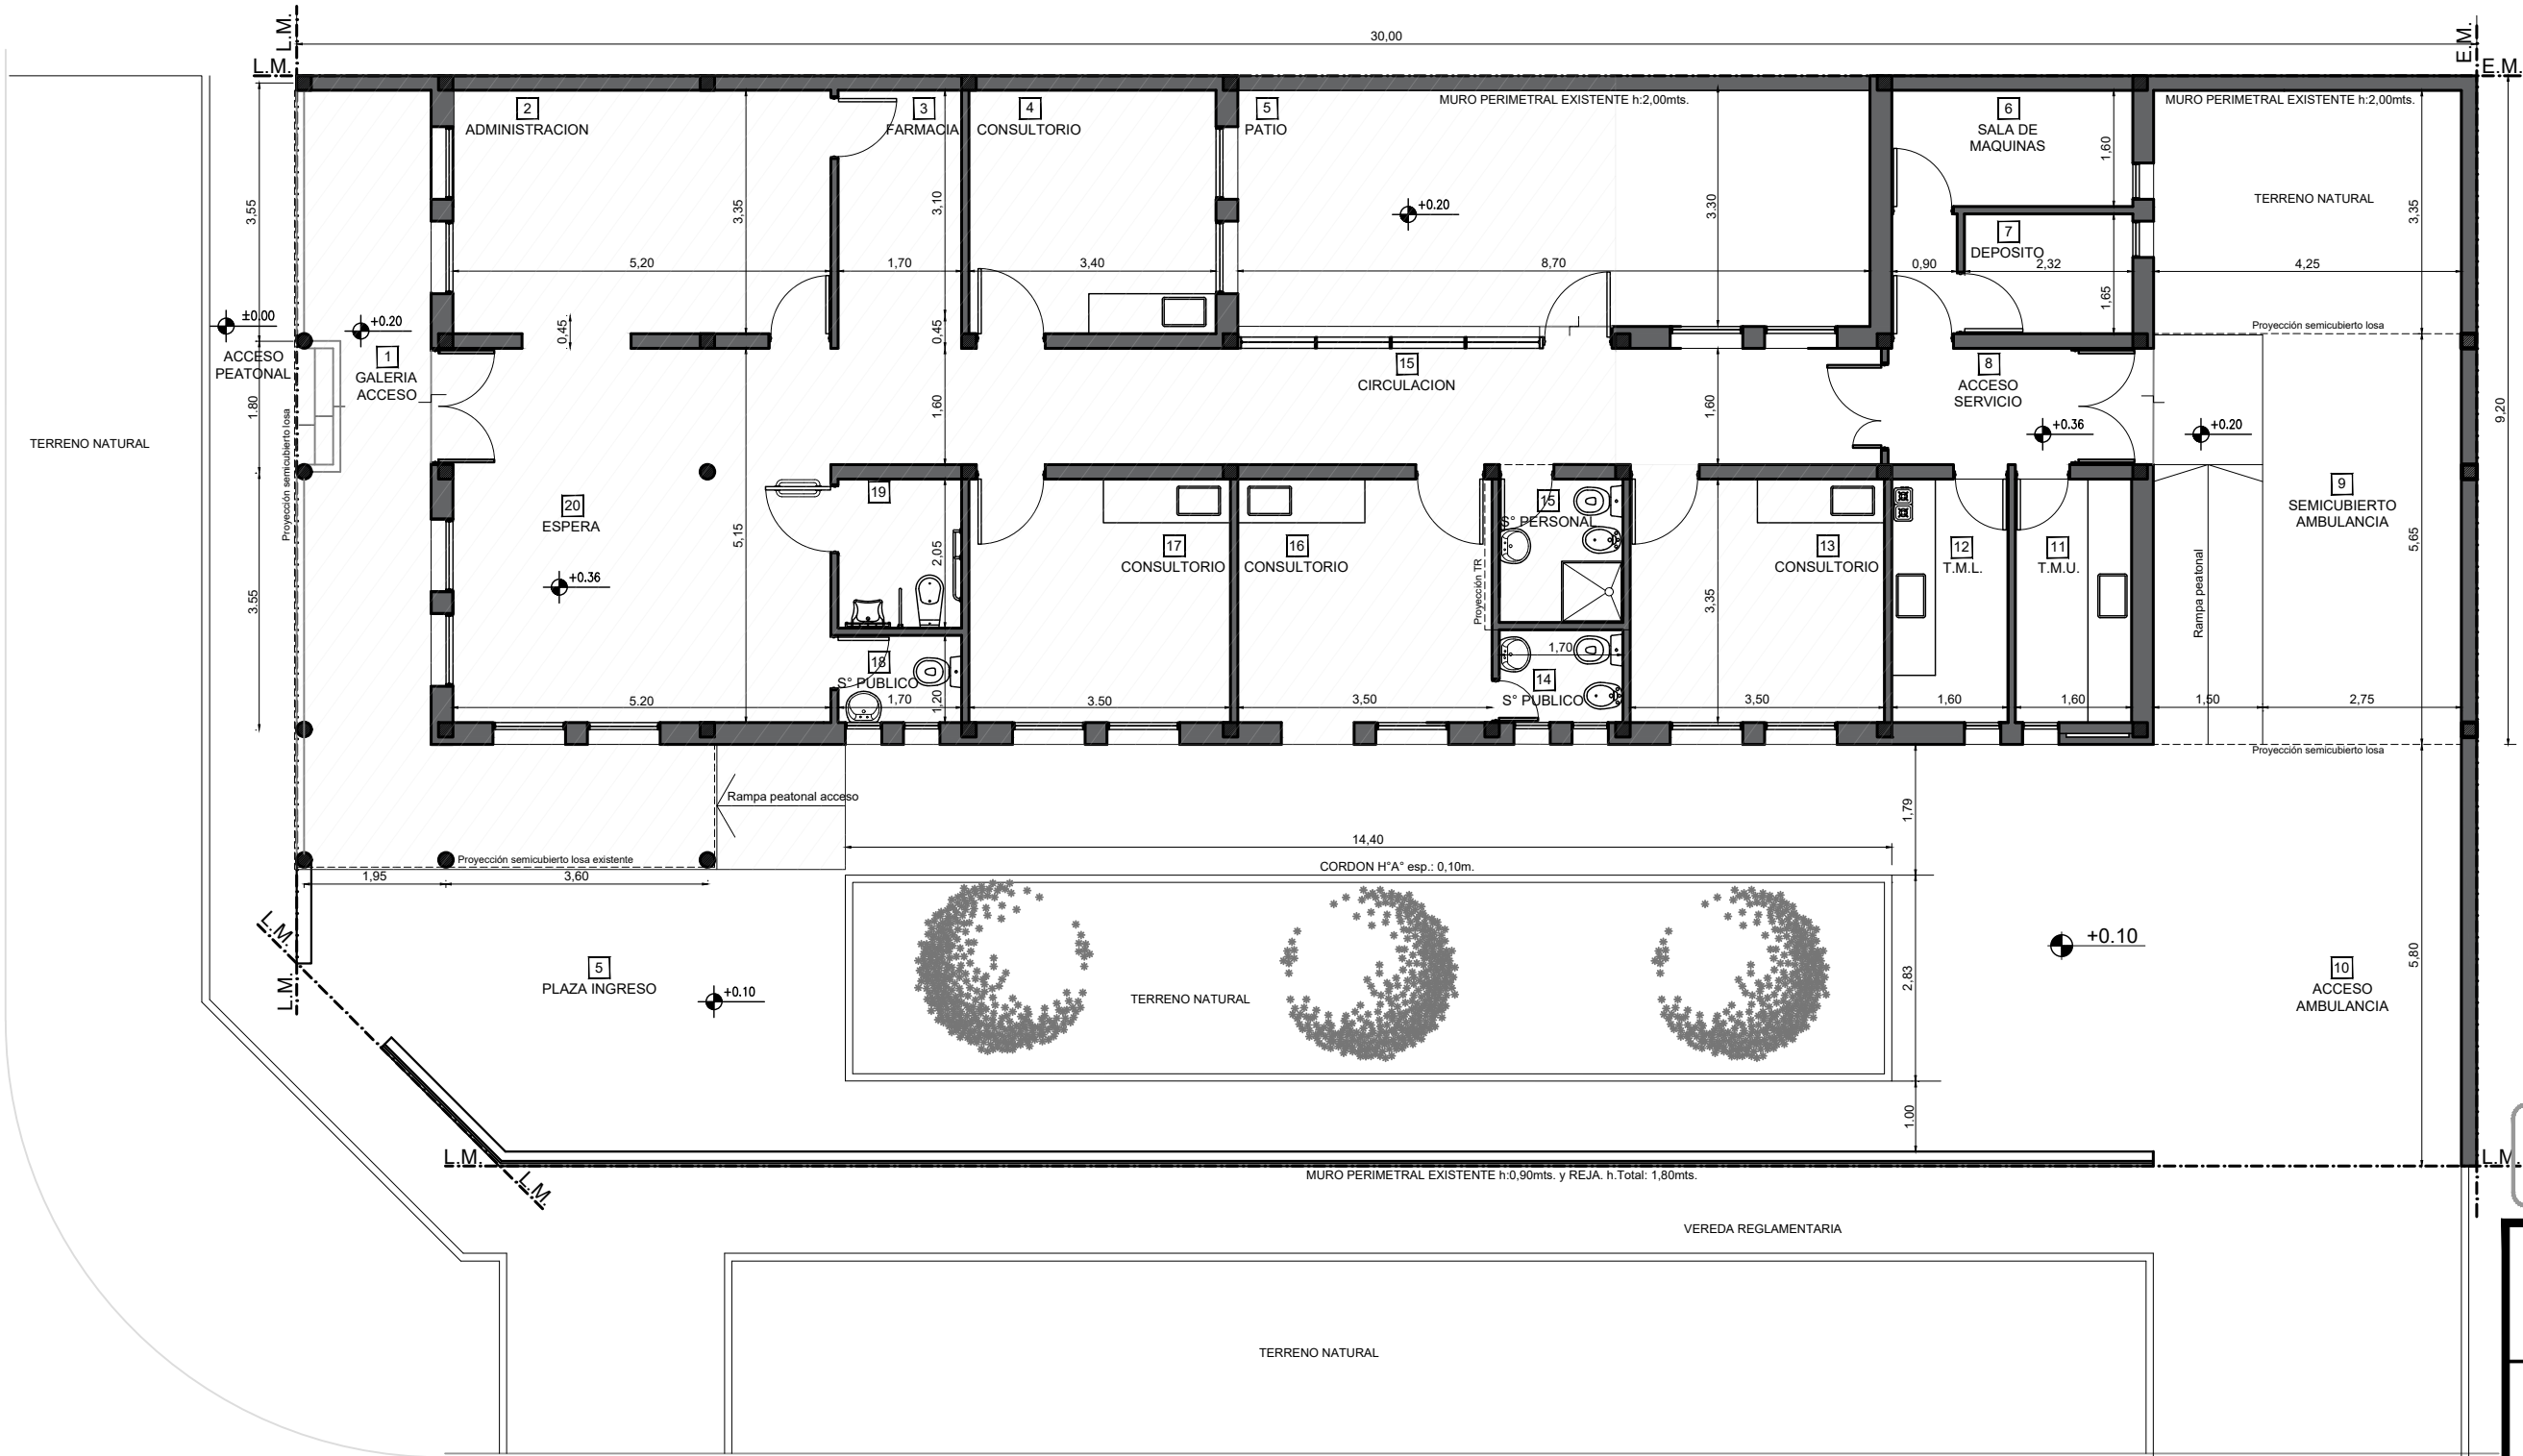 L.M.
30,00
E.M.
L.M.
E.M.
2
ADMINISTRACION
3
FARMACIA
4
CONSULTORIO
5
PATIO
MURO PERIMETRAL EXISTENTE h:2,00mts.
6
SALA DE
MAQUINAS
MURO PERIMETRAL EXISTENTE h:2,00mts.
3,55
3,35
3,10
3.30
1,60
TERRENO NATURAL
3,35
+0.20
7
DEPOSITO
5,20
1,70
3,40
8,70
0,90
2,32
4,25
1,65
±0.00
+0.20
0,45
0,45
Proyección semicubierto losa
ACCESO
PEATONAL
1
GALERIA
ACCESO
15
CIRCULACION
8
ACCESO
SERVICIO
1.80
1,60
1,60
9,20
TERRENO NATURAL
Proyección semicubierto losa
+0.36
+0.20
20
ESPERA
19
15
S° PERSONAL
9
SEMICUBIERTO
AMBULANCIA
5,15
2,05
17
CONSULTORIO
16
CONSULTORIO
13
CONSULTORIO
12
T.M.L.
11
T.M.U.
5,65
3.55
+0.36
Proyección TR
3,35
Rampa peatonal
18
S° PUBLICO
1,70
14
S° PUBLICO
5.20
1,70
1,20
3.50
3,50
3,50
1,60
1,60
1,50
2,75
Proyección semicubierto losa
Rampa peatonal acceso
1,79
14,40
Proyección semicubierto losa existente
CORDON H°A° esp.: 0,10m.
1,95
3,60
L.M.
L.M.
5
PLAZA INGRESO
+0.10
TERRENO NATURAL
2,83
+0.10
10
ACCESO
AMBULANCIA
5,80
1.00
L.M.
L.M.
L.M.
MURO PERIMETRAL EXISTENTE h:0,90mts. y REJA. h.Total: 1,80mts.
VEREDA REGLAMENTARIA
TERRENO NATURAL